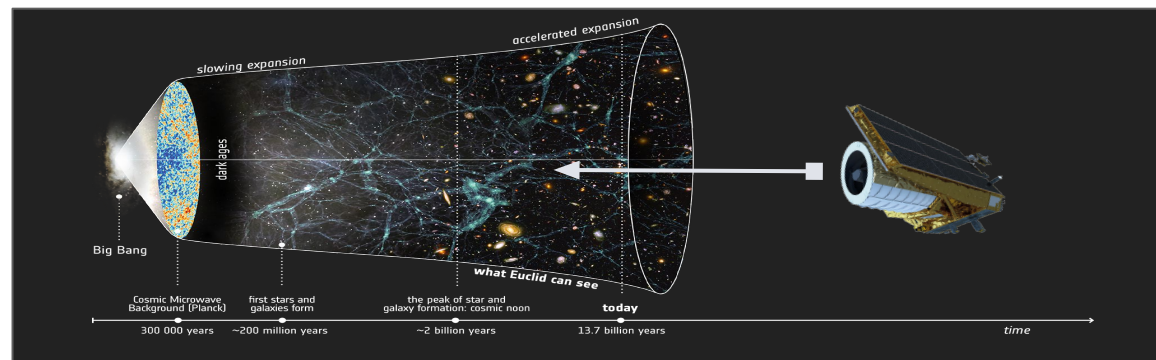 accelerated expansion
slowing expansion
dark ages
Big Bang
what Euclid can see
Cosmic Microwave
Background (Planck)
first stars and
galaxies form
the peak of star and
galaxy formation: cosmic noon
today
300 000 years
~200 million years
~2 billion years
13.7 billion years
time